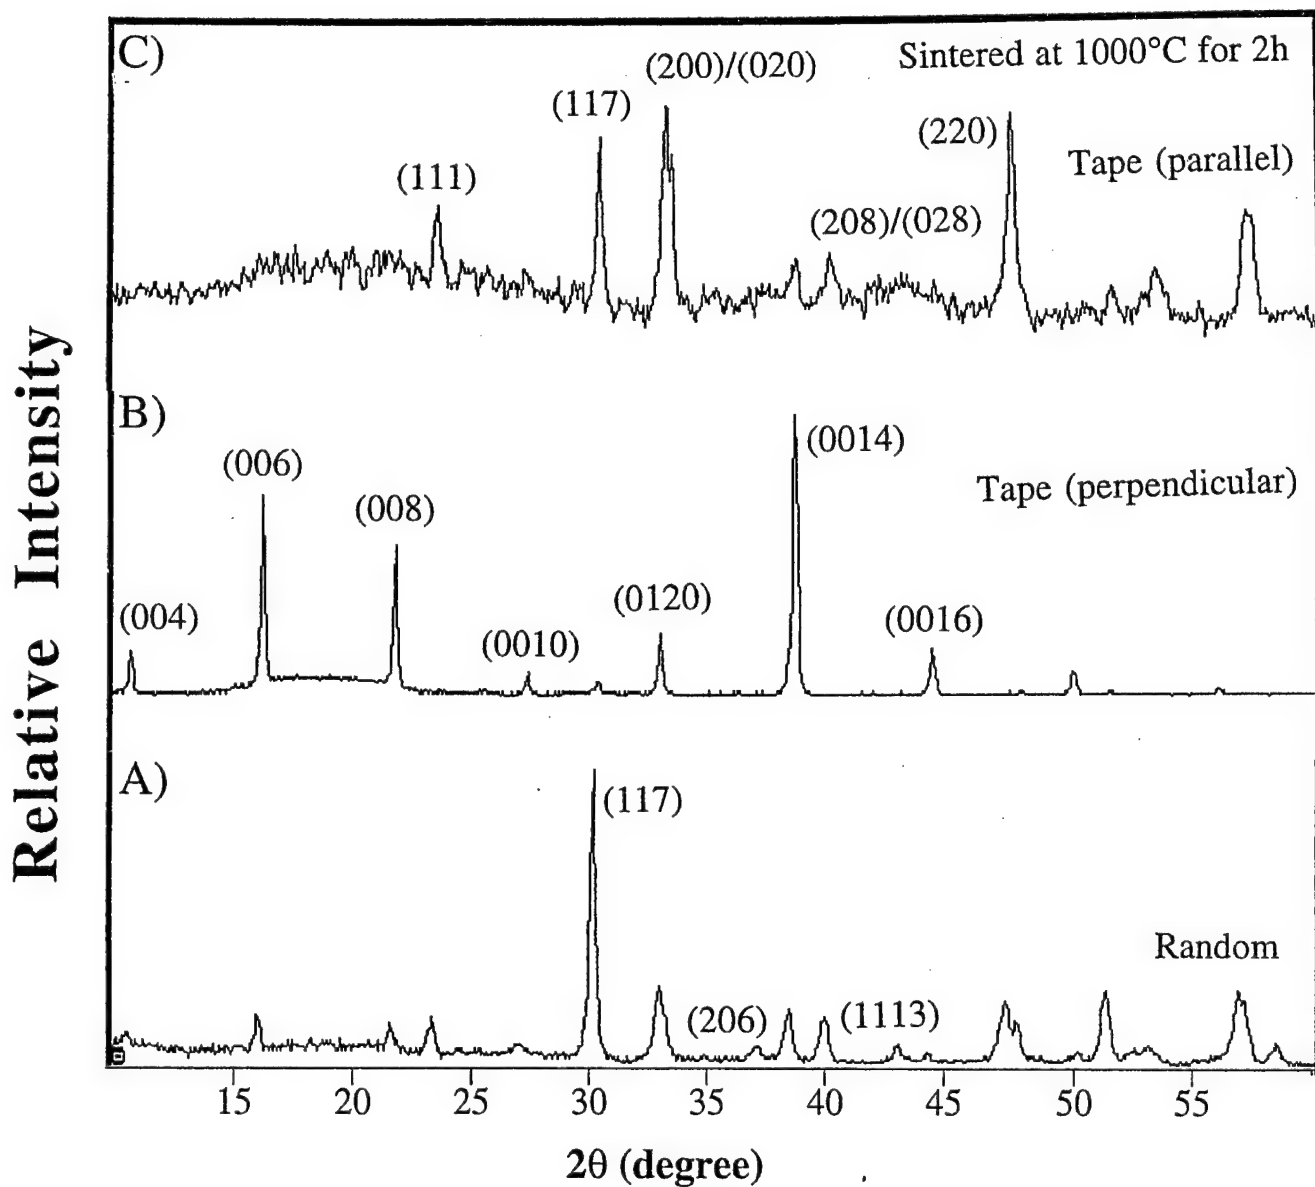 C)
Sintered at 1000°C for 2h
(200)/(020)
(117)
(220)
Tape (parallel)
(111)
(208)/(028)
B)
(0014)
(006)
Tape (perpendicular)
(008)
(0120)
(004)
(0016)
(0010)
A)
(117)
Random
(206)
(1113)
15 20 25 30 35 40 45 50 55
2θ (degree)
Relative Intensity